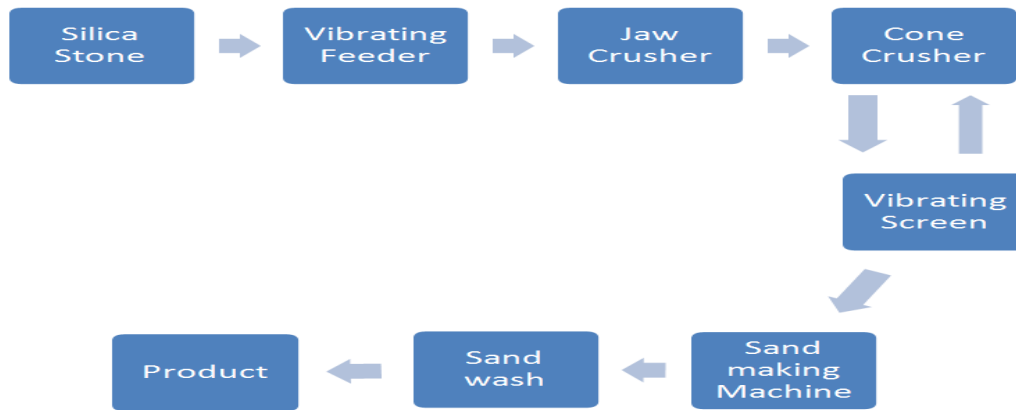 Silica
Stone
Vibrating
Feeder
Jaw
Crusher
Cone
Crusher
Vibrating
Screen
Sand
making
Machine
Sand
wash
Product